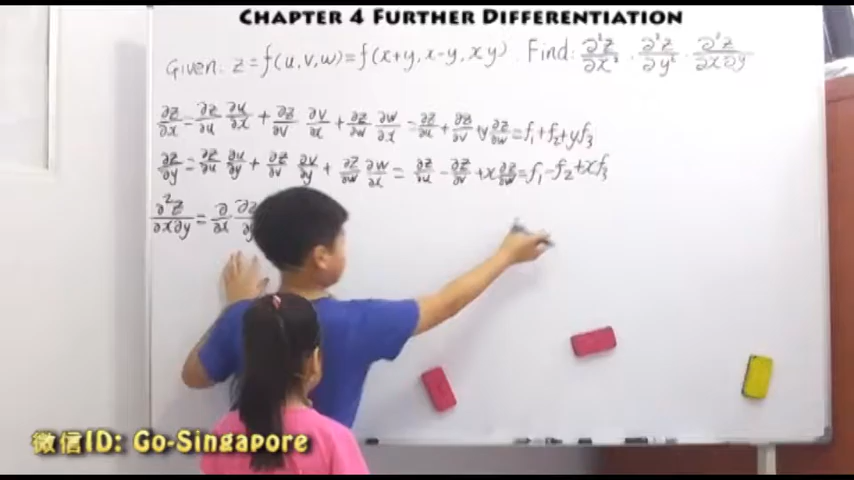 CHAPTER 4 FURTHER DIFFERENTIATION
Given: z=f(u,v,w)=f(x+y,x-y,xy). Find: ∂²z/∂x² · ∂²z/∂y² · ∂²z/∂x∂y
∂z/∂x=∂z/∂u ∂u/∂x + ∂z/∂v ∂v/∂x + ∂z/∂w ∂w/∂x = ∂z/∂u + ∂z/∂v + y∂z/∂w = f₁+f₂+yf₃
∂z/∂y=∂z/∂u ∂u/∂y + ∂z/∂v ∂v/∂y + ∂z/∂w ∂w/∂x = ∂z/∂u - ∂z/∂v + x∂z/∂w = f₁-f₂+xf₃
∂²z/∂x∂y = ∂/∂x
微信ID: Go-Singapore